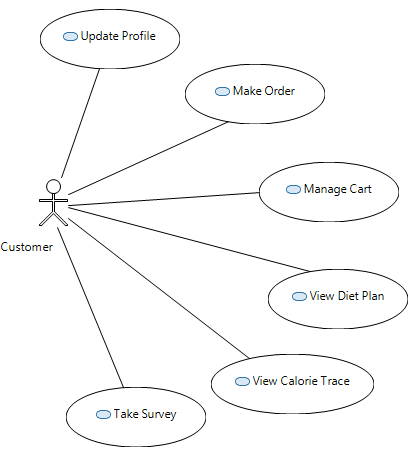 Update Profile
Make Order
Manage Cart
Customer
View Diet Plan
View Calorie Trace
Take Survey